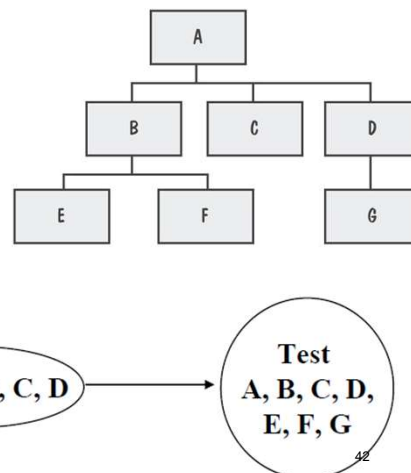 A
B C D
E F G
, C, D
Test
A, B, C, D,
E, F, G
42